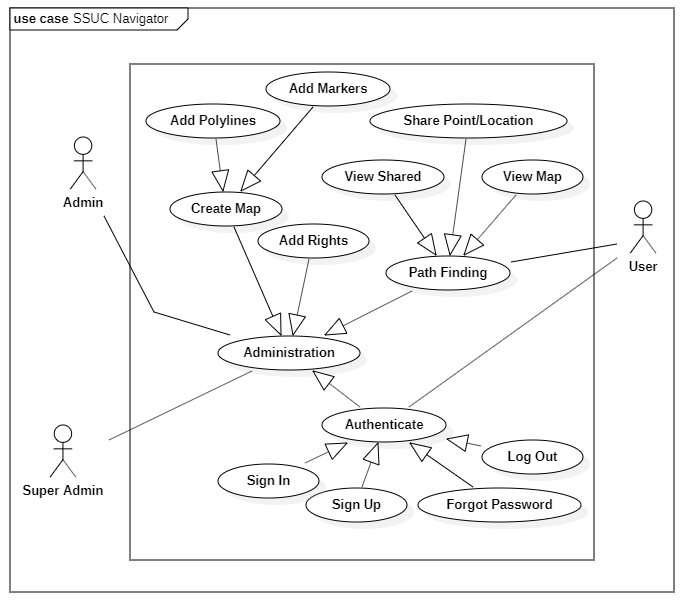 use case SSUC Navigator
Add Markers
Add Polylines
Share Point/Location
View Shared
View Map
Admin
Create Map
Add Rights
User
Path Finding
Administration
Authenticate
Log Out
Sign In
Super Admin
Sign Up
Forgot Password